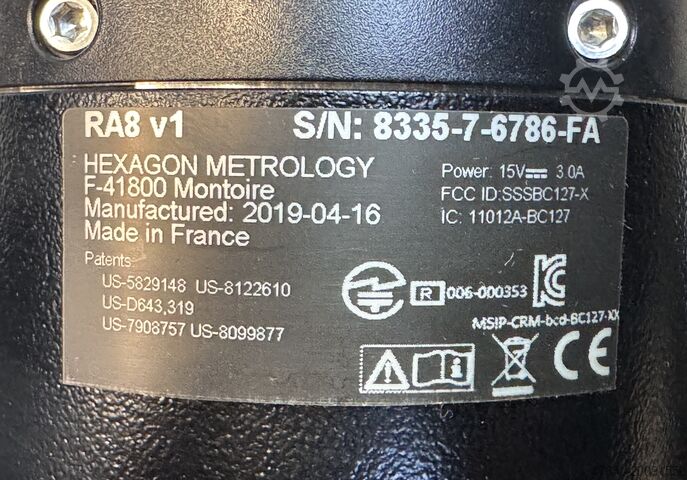 RA8 v1 S/N: 8335-7-6786-FA
HEXAGON METROLOGY
F-41800 Montoire
Manufactured: 2019-04-16
Made in France
Power: 15V 3.0A
FCC ID:SSSBC127-X
IC: 11012A-BC127
Patents:
US-5829148 US-8122610
US-D643,319
US-7908757 US-8099877
R 006-000353
MSIP-CRM-bcd-BC127-XX
CE